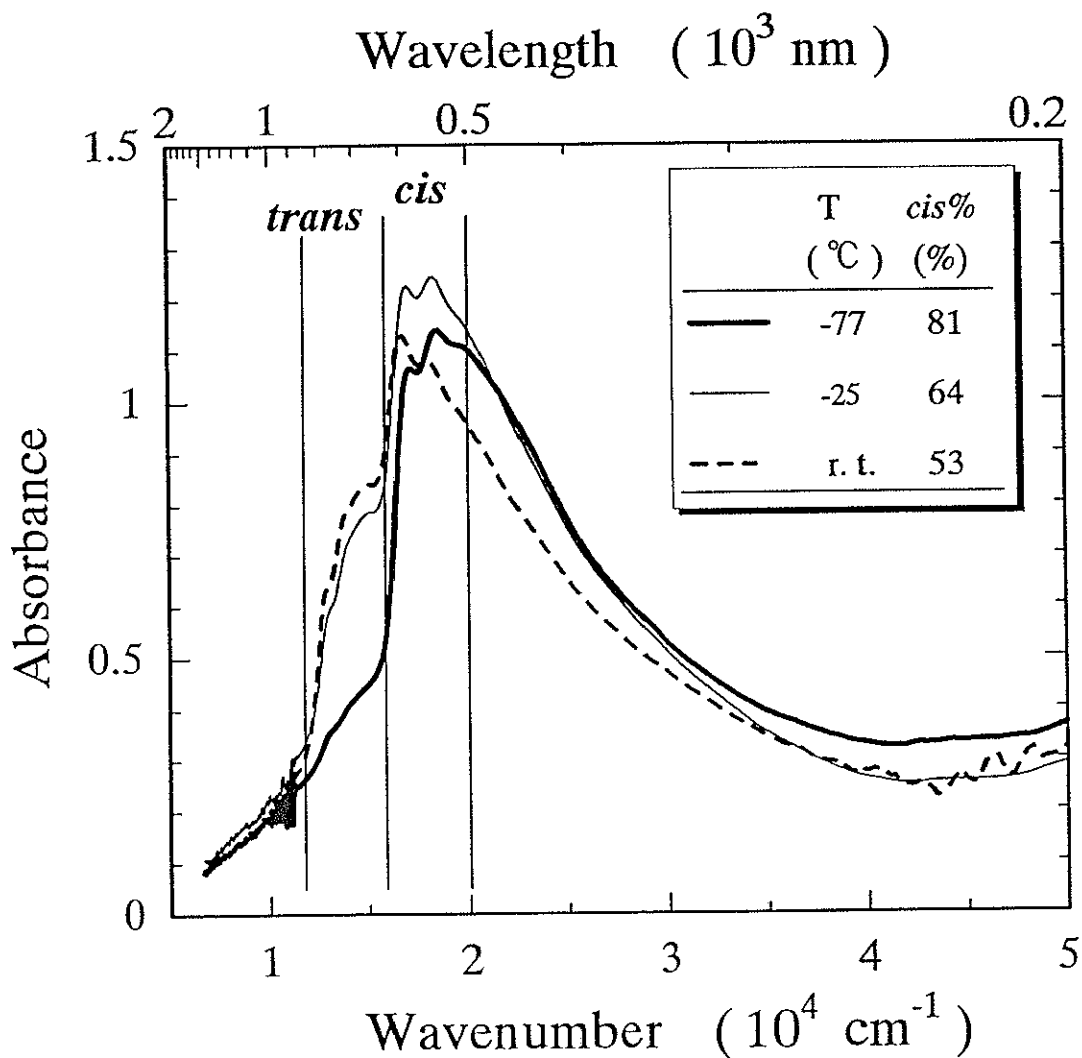 Wavelength ( 10³ nm )
2 1 0.5 0.2
1.5
1
0.5
0
Absorbance
trans
cis
T cis%
( ℃ ) (%)
-77 81
-25 64
r. t. 53
1 2 3 4 5
Wavenumber ( 10⁴ cm⁻¹ )